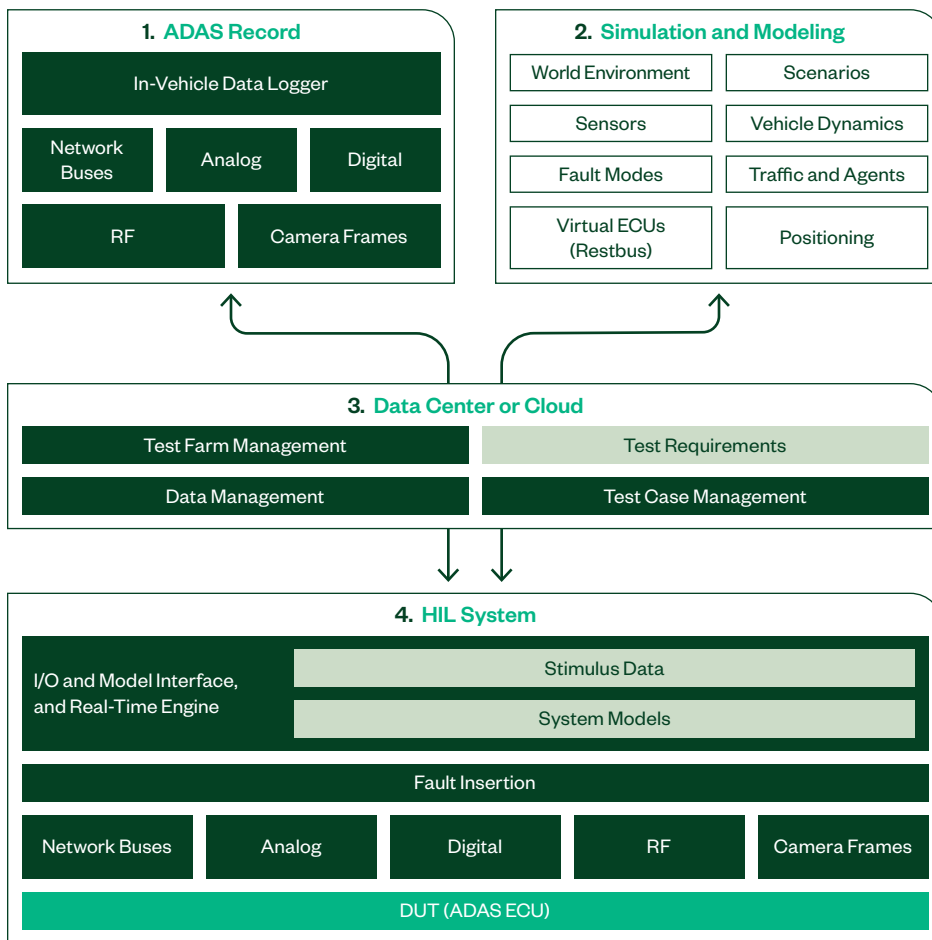 1. ADAS Record
In-Vehicle Data Logger
Network
Buses
Analog
Digital
RF
Camera Frames
2. Simulation and Modeling
World Environment
Scenarios
Sensors
Vehicle Dynamics
Fault Modes
Traffic and Agents
Virtual ECUs
(Restbus)
Positioning
3. Data Center or Cloud
Test Farm Management
Test Requirements
Data Management
Test Case Management
4. HIL System
I/O and Model Interface,
and Real-Time Engine
Stimulus Data
System Models
Fault Insertion
Network Buses
Analog
Digital
RF
Camera Frames
DUT (ADAS ECU)